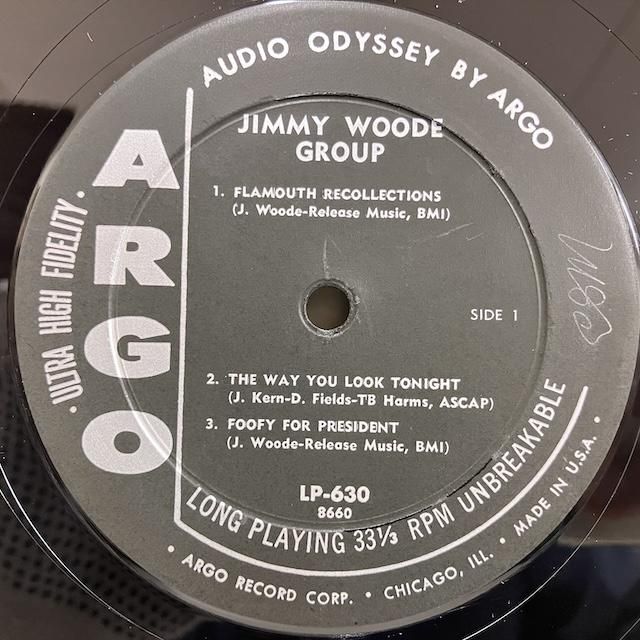 AUDIO ODYSSEY BY ARGO
ARGO
· ULTRA HIGH FIDELITY ·
JIMMY WOODE
GROUP
1. FLAMOUTH RECOLLECTIONS
(J. Woode-Release Music, BMI)
SIDE 1
2. THE WAY YOU LOOK TONIGHT
(J. Kern-D. Fields-TB Harms, ASCAP)
3. FOOFY FOR PRESIDENT
(J. Woode-Release Music, BMI)
LP-630
8660
LONG PLAYING 33⅓ RPM UNBREAKABLE
· ARGO RECORD CORP. · CHICAGO, ILL. · MADE IN U.S.A. ·